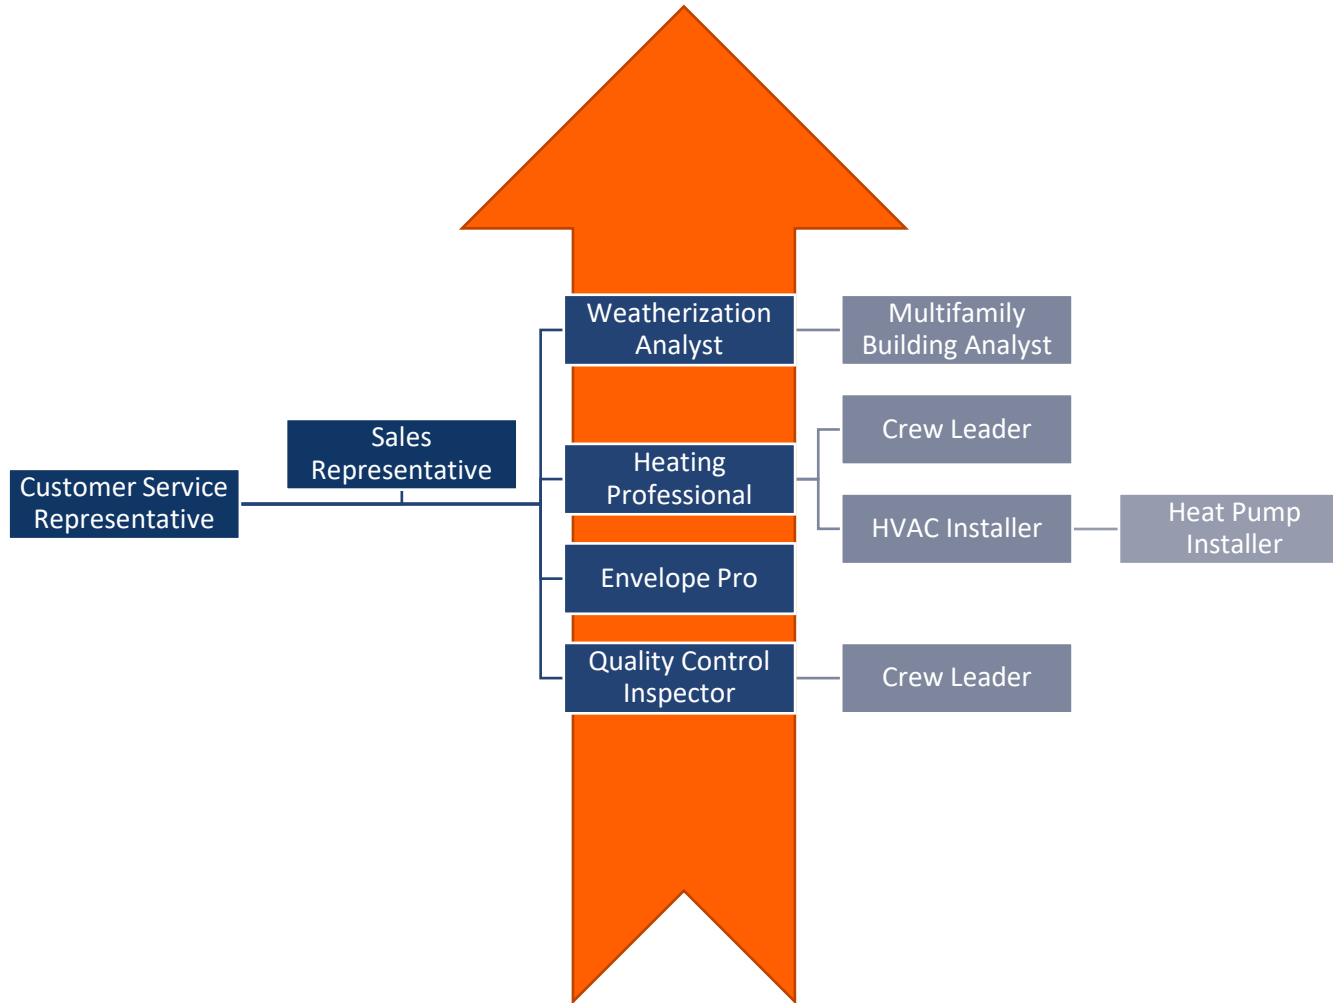 Customer Service
Representative
Sales
Representative
Weatherization
Analyst
Heating
Professional
Envelope Pro
Quality Control
Inspector
Multifamily
Building Analyst
Crew Leader
HVAC Installer
Crew Leader
Heat Pump
Installer